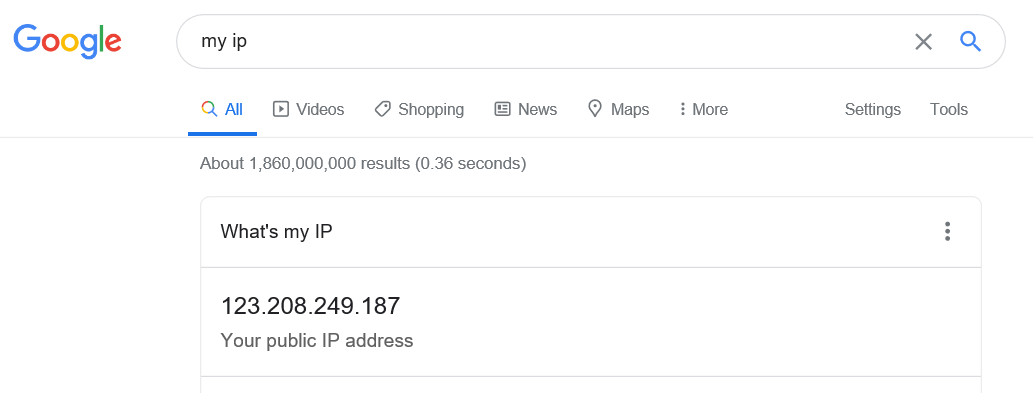 Google
my ip
All Videos Shopping News Maps More Settings Tools
About 1,860,000,000 results (0.36 seconds)
What's my IP
123.208.249.187
Your public IP address